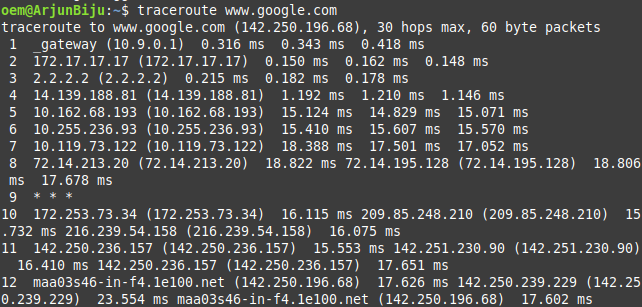 oem@ArjunBiju:~$ traceroute www.google.com
traceroute to www.google.com (142.250.196.68), 30 hops max, 60 byte packets
 1  _gateway (10.9.0.1)  0.316 ms  0.343 ms  0.418 ms
 2  172.17.17.17 (172.17.17.17)  0.150 ms  0.162 ms  0.148 ms
 3  2.2.2.2 (2.2.2.2)  0.215 ms  0.182 ms  0.178 ms
 4  14.139.188.81 (14.139.188.81)  1.192 ms  1.210 ms  1.146 ms
 5  10.162.68.193 (10.162.68.193)  15.124 ms  14.829 ms  15.071 ms
 6  10.255.236.93 (10.255.236.93)  15.410 ms  15.607 ms  15.570 ms
 7  10.119.73.122 (10.119.73.122)  18.388 ms  17.501 ms  17.052 ms
 8  72.14.213.20 (72.14.213.20)  18.822 ms 72.14.195.128 (72.14.195.128)  18.806
 ms  17.678 ms
 9  * * *
10  172.253.73.34 (172.253.73.34)  16.115 ms 209.85.248.210 (209.85.248.210)  15
.732 ms 216.239.54.158 (216.239.54.158)  16.075 ms
11  142.250.236.157 (142.250.236.157)  15.553 ms 142.251.230.90 (142.251.230.90)
  16.410 ms 142.250.236.157 (142.250.236.157)  17.651 ms
12  maa03s46-in-f4.1e100.net (142.250.196.68)  17.626 ms 142.250.239.229 (142.25
0.239.229)  23.554 ms maa03s46-in-f4.1e100.net (142.250.196.68)  17.602 ms